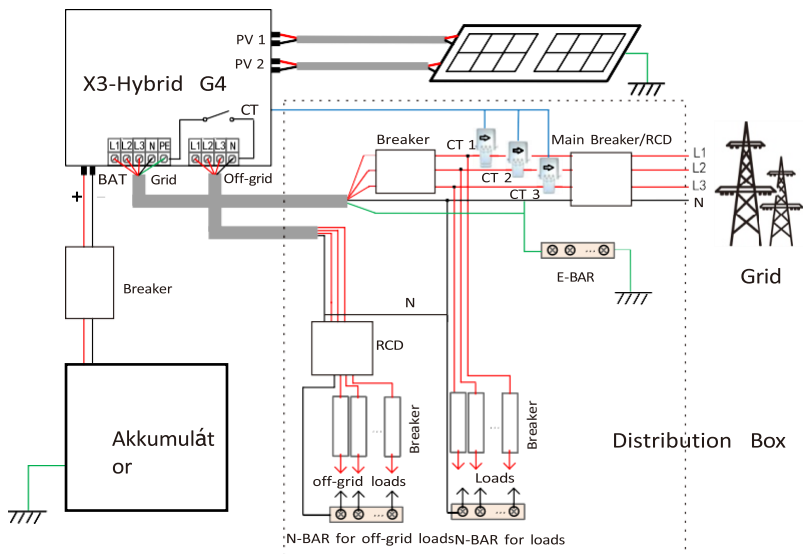 PV 1
PV 2
X3-Hybrid G4
CT
L1 L2 L3 N PE
L1 L2 L3 N
BAT
Grid
Off-grid
+
–
Breaker
CT 1
CT 2
CT 3
Main Breaker/RCD
L1
L2
L3
N
E-BAR
Grid
Breaker
N
RCD
Akkumulát
or
...
Breaker
...
Breaker
Distribution Box
off-grid loads
Loads
...
...
...
N-BAR for off-grid loads
N-BAR for loads